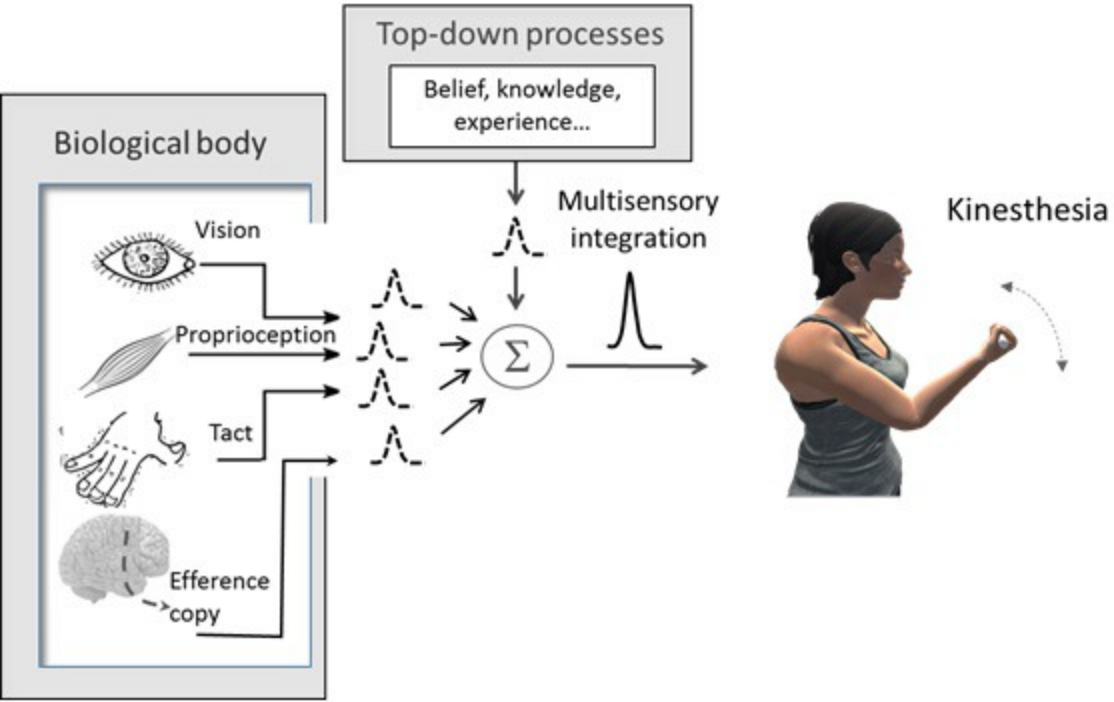 Top-down processes
Belief, knowledge,
experience...
Biological body
Vision
Proprioception
Tact
Efference
copy
Multisensory
integration
Σ
Kinesthesia